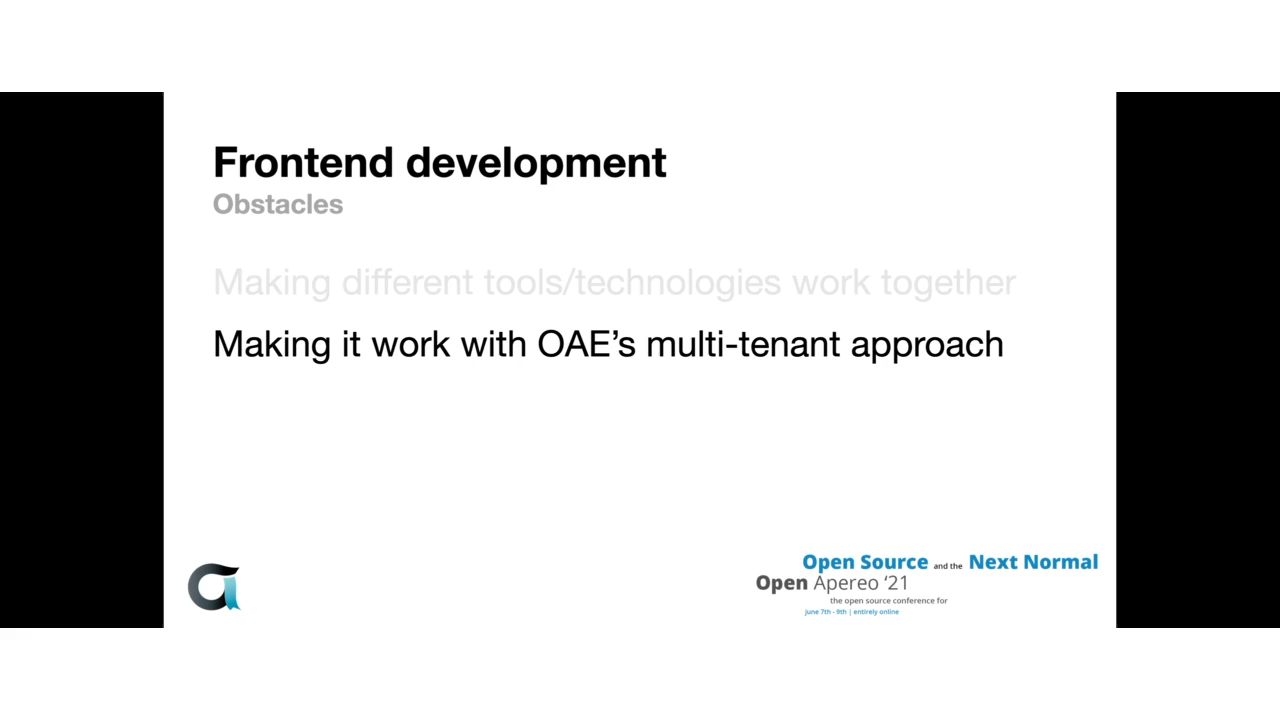 Frontend development
Obstacles
Making different tools/technologies work together
Making it work with OAE’s multi-tenant approach
Open Source and the Next Normal
Open Apereo ‘21
the open source conference for
june 7th - 9th | entirely online